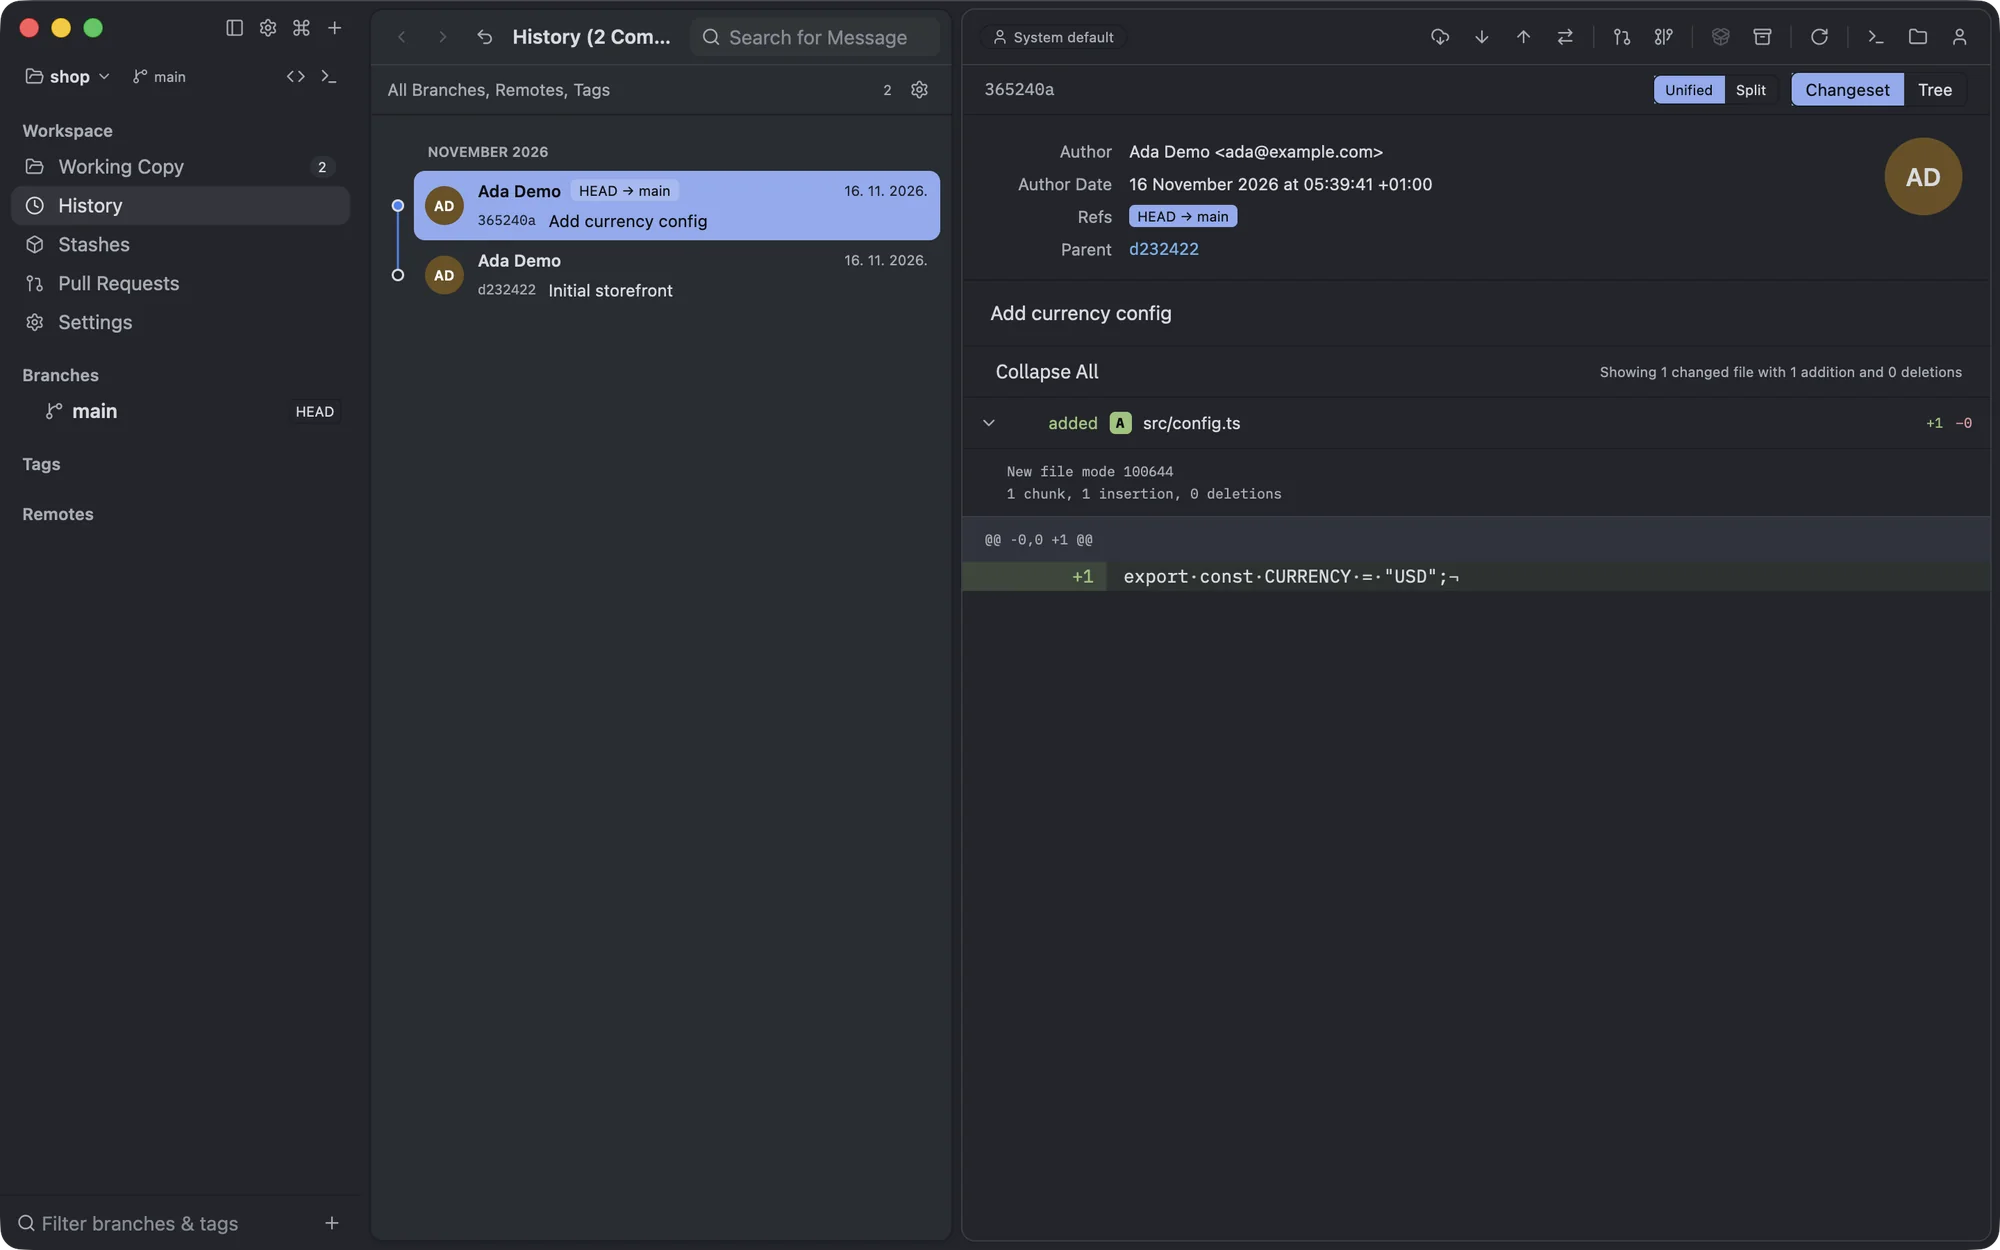 shop
main
Workspace
Working Copy
2
History
Stashes
Pull Requests
Settings
Branches
main
HEAD
Tags
Remotes
Filter branches & tags
History (2 Com...
Search for Message
All Branches, Remotes, Tags
2
NOVEMBER 2026
AD
Ada Demo
HEAD → main
16. 11. 2026.
365240a Add currency config
AD
Ada Demo
16. 11. 2026.
d232422 Initial storefront
System default
365240a
Unified
Split
Changeset
Tree
Author Ada Demo <ada@example.com>
Author Date 16 November 2026 at 05:39:41 +01:00
Refs HEAD → main
Parent d232422
AD
Add currency config
Collapse All
Showing 1 changed file with 1 addition and 0 deletions
added A src/config.ts
+1 −0
New file mode 100644
1 chunk, 1 insertion, 0 deletions
@@ -0,0 +1 @@
+1 export·const·CURRENCY·=·"USD";¬